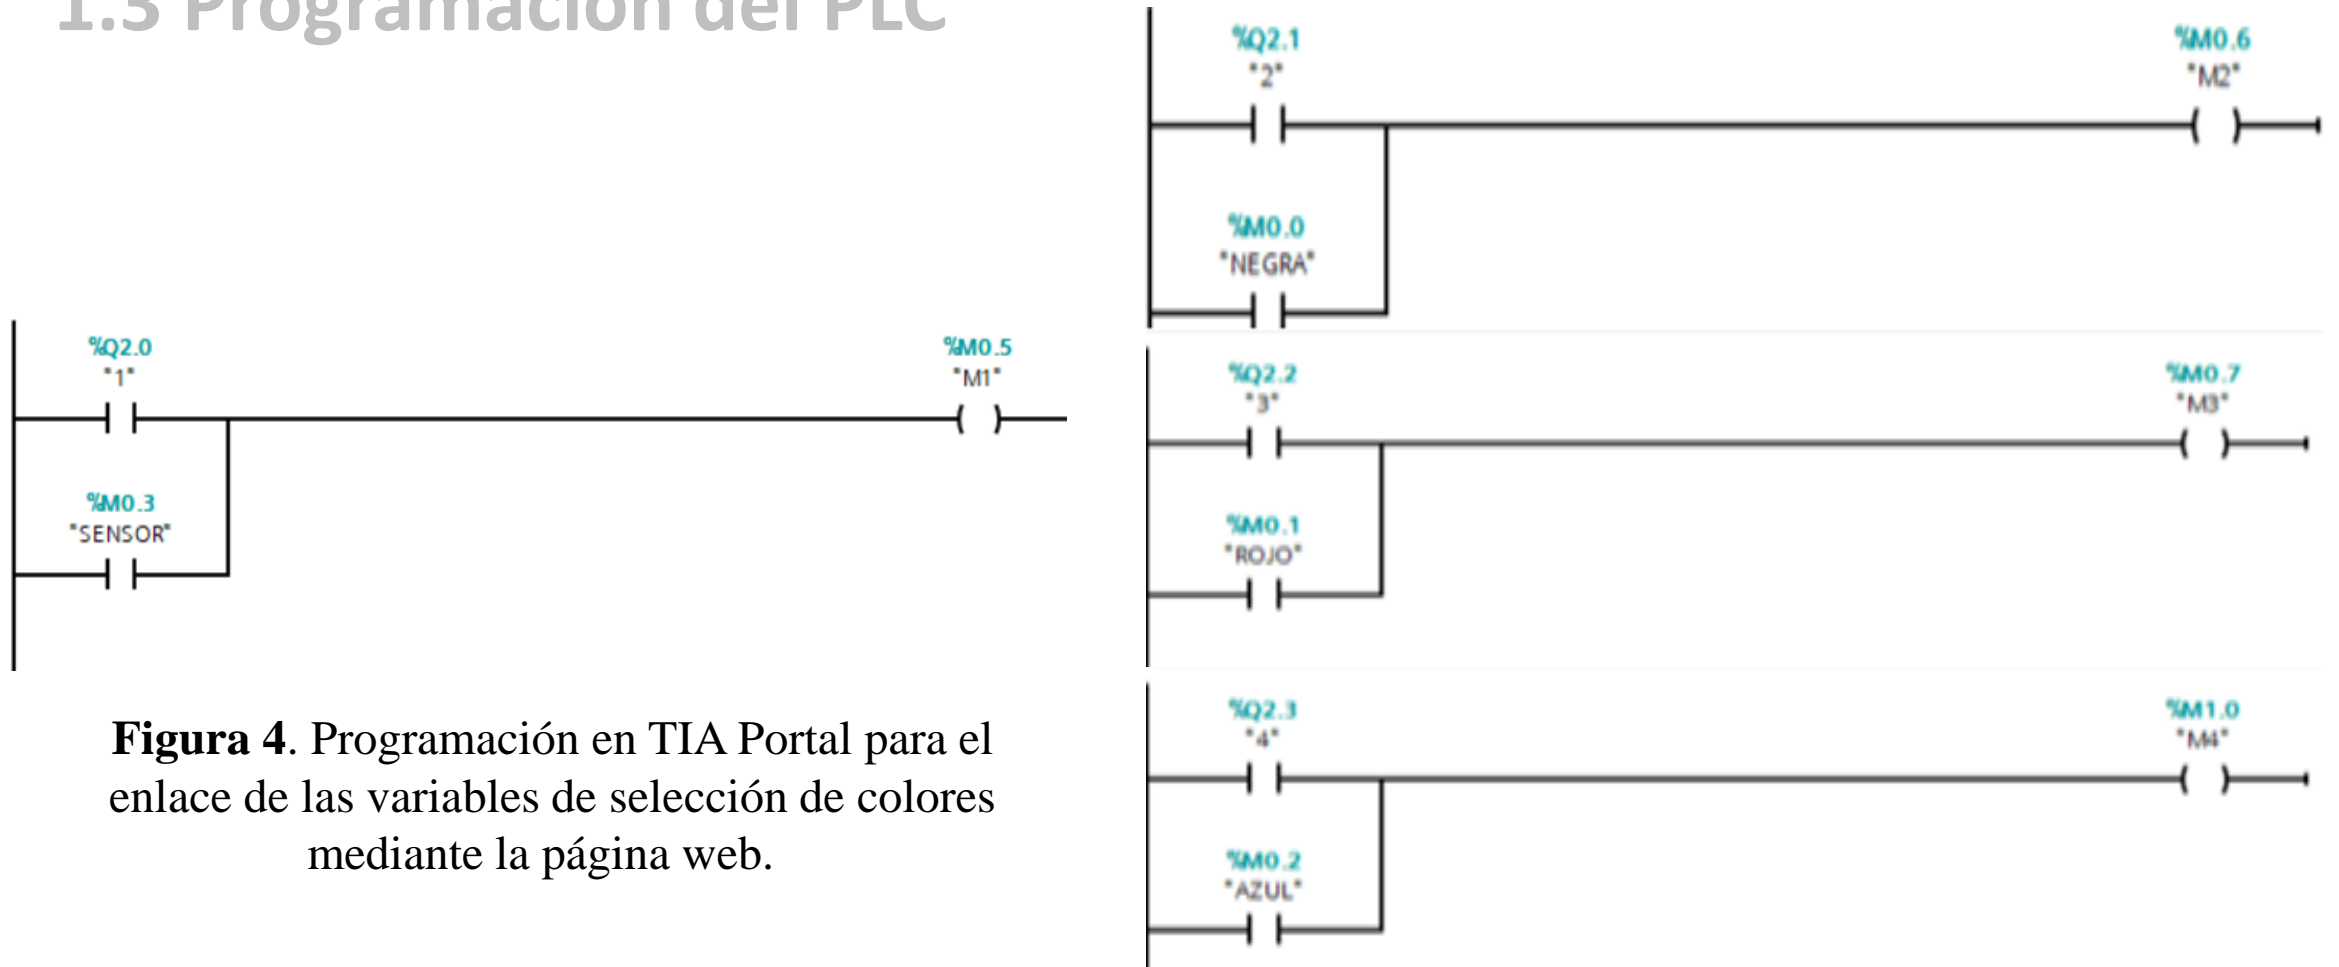 1.3 Programación del PLC
%Q2.0
"1"
%M0.5
"M1"
%M0.3
"SENSOR"
Figura 4. Programación en TIA Portal para el
enlace de las variables de selección de colores
mediante la página web.
%Q2.1
"2"
%M0.6
"M2"
%M0.0
"NEGRA"
%Q2.2
"3"
%M0.7
"M3"
%M0.1
"ROJO"
%Q2.3
"4"
%M1.0
"M4"
%M0.2
"AZUL"